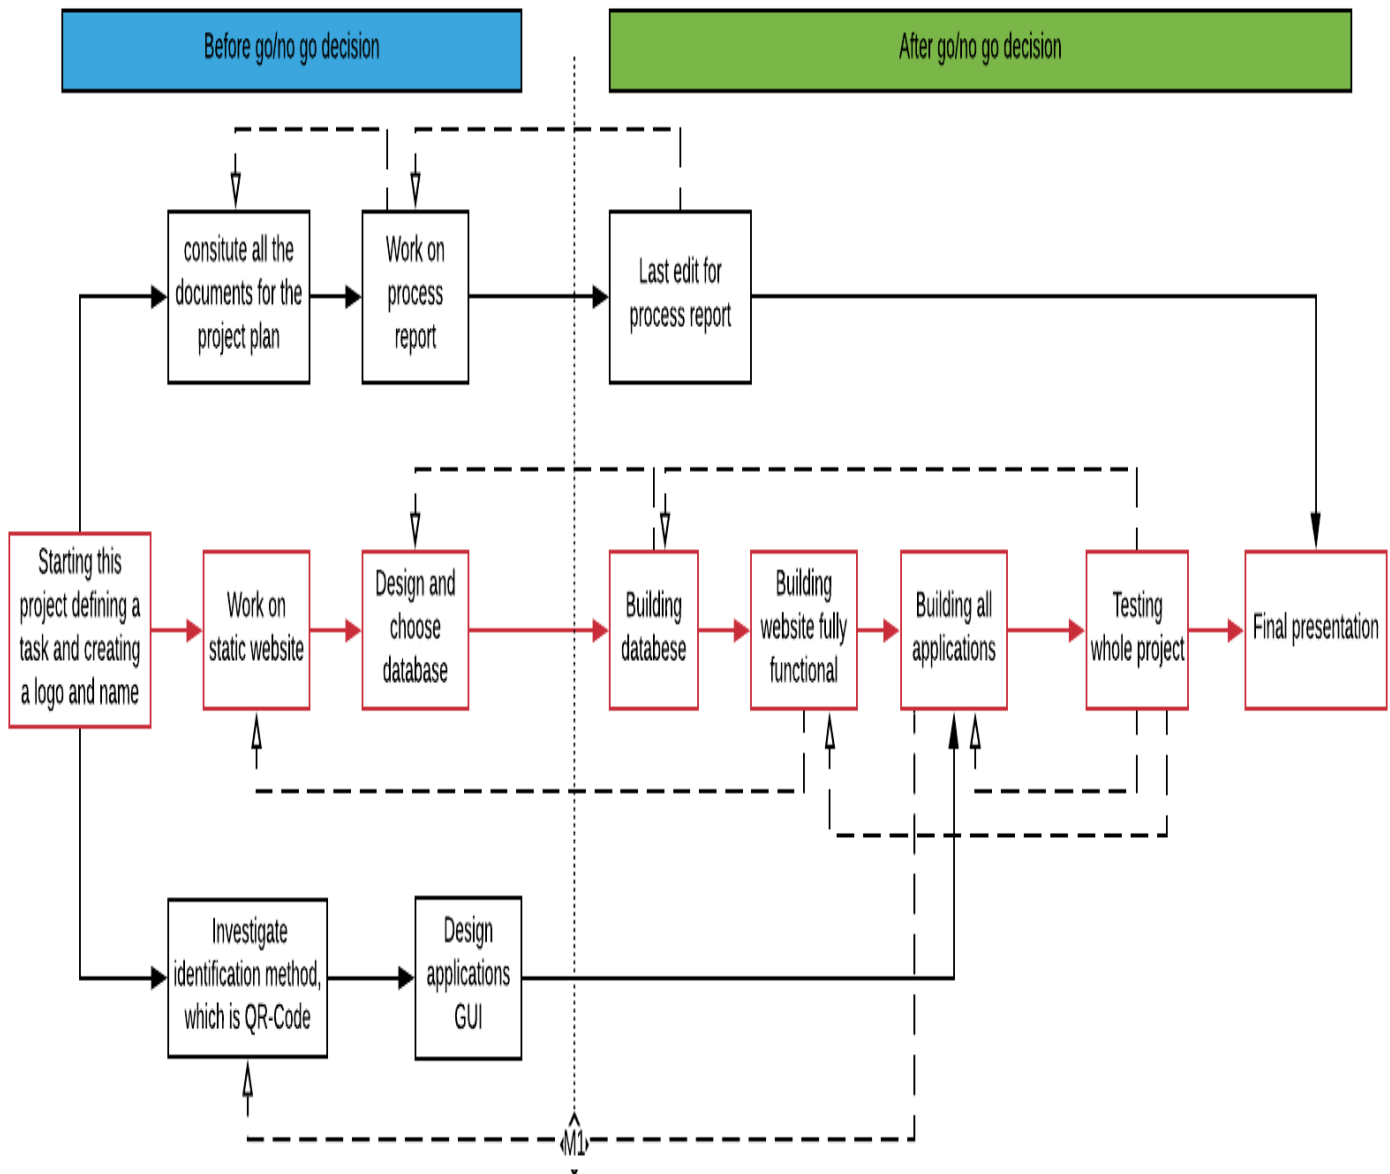 Before go/no go decision
After go/no go decision
consitute all the
documents for the
project plan
Work on
process
report
Last edit for
process report
Starting this
project defining a
task and creating
a logo and name
Work on
static website
Design and
choose
database
Building
databese
Building
website fully
functional
Building all
applications
Testing
whole project
Final presentation
Investigate
identification method,
which is QR-Code
Design
applications
GUI
M1